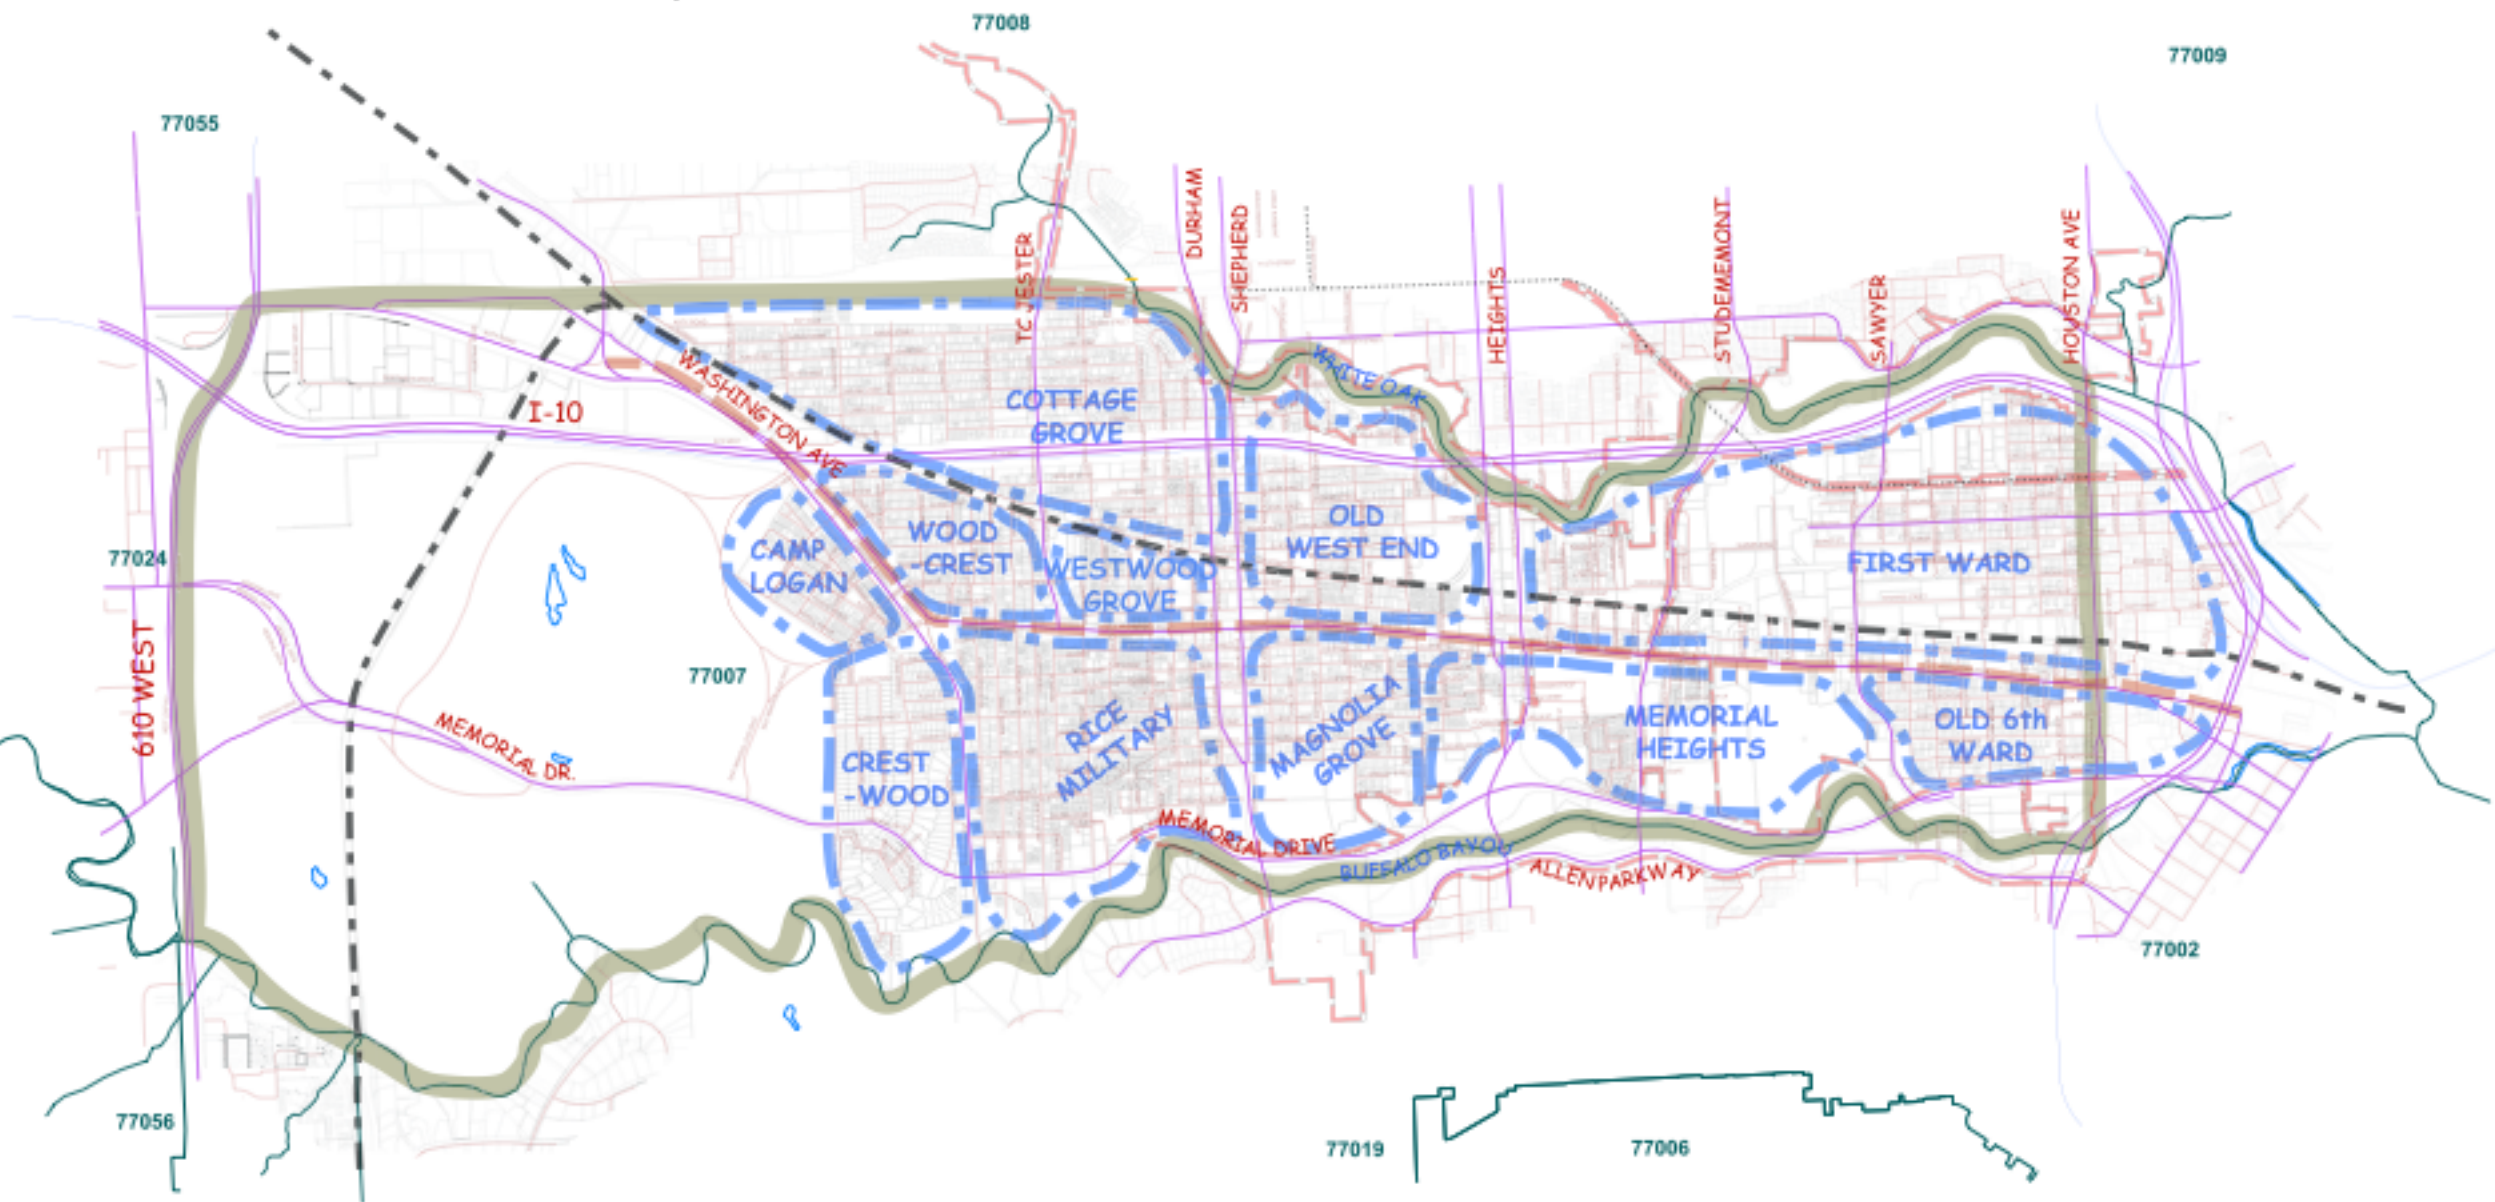 77008
77009
77055
DURHAM
SHEPHERD
TC JESTER
HEIGHTS
STUDEMEMONT
SAWYER
HOUSTON AVE
WHITE OAK
WASHINGTON AVE
I-10
COTTAGE
GROVE
OLD
WEST END
WOOD
-CREST
CAMP
LOGAN
WESTWOOD
GROVE
FIRST WARD
77024
610 WEST
77007
MEMORIAL DR.
CREST
-WOOD
RICE
MILITARY
MAGNOLIA
GROVE
MEMORIAL
HEIGHTS
OLD 6th
WARD
MEMORIAL DRIVE
BUFFALO BAYOU
ALLEN PARKWAY
77002
77056
77019
77006